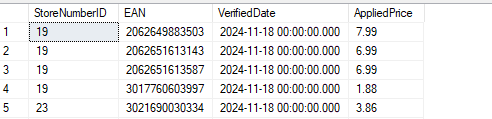 StoreNumberID EAN VerifiedDate AppliedPrice
1 19 2062649883503 2024-11-18 00:00:00.000 7.99
2 19 2062651613143 2024-11-18 00:00:00.000 6.99
3 19 2062651613587 2024-11-18 00:00:00.000 6.99
4 19 3017760603997 2024-11-18 00:00:00.000 1.88
5 23 3021690030334 2024-11-18 00:00:00.000 3.86